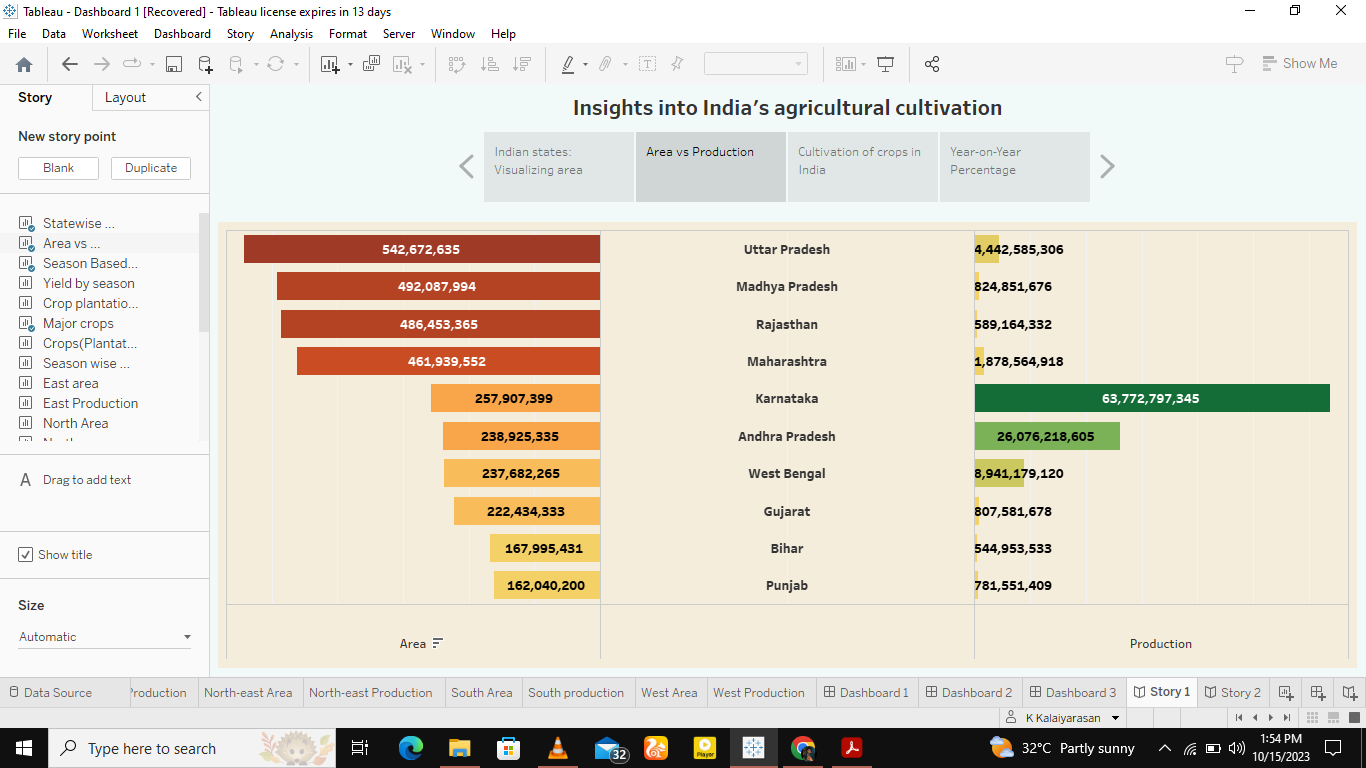 Tableau - Dashboard 1 [Recovered] - Tableau license expires in 13 days
File Data Worksheet Dashboard Story Analysis Format Server Window Help
Show Me
Story Layout
New story point
Blank Duplicate
Statewise ...
Area vs ...
Season Based...
Yield by season
Crop plantatio...
Major crops
Crops(Plantat...
Season wise ...
East area
East Production
North Area
A Drag to add text
Show title
Size
Automatic
Insights into India's agricultural cultivation
Indian states:
Visualizing area
Area vs Production
Cultivation of crops in
India
Year-on-Year
Percentage
542,672,635 Uttar Pradesh 4,442,585,306
492,087,994 Madhya Pradesh 824,851,676
486,453,365 Rajasthan 589,164,332
461,939,552 Maharashtra 1,878,564,918
257,907,399 Karnataka 63,772,797,345
238,925,335 Andhra Pradesh 26,076,218,605
237,682,265 West Bengal 8,941,179,120
222,434,333 Gujarat 807,581,678
167,995,431 Bihar 544,953,533
162,040,200 Punjab 781,551,409
Area Production
Data Source Production North-east Area North-east Production South Area South production West Area West Production Dashboard 1 Dashboard 2 Dashboard 3 Story 1 Story 2
K Kalaiyarasan
Type here to search 32 Player 32°C Partly sunny 1:54 PM
10/15/2023